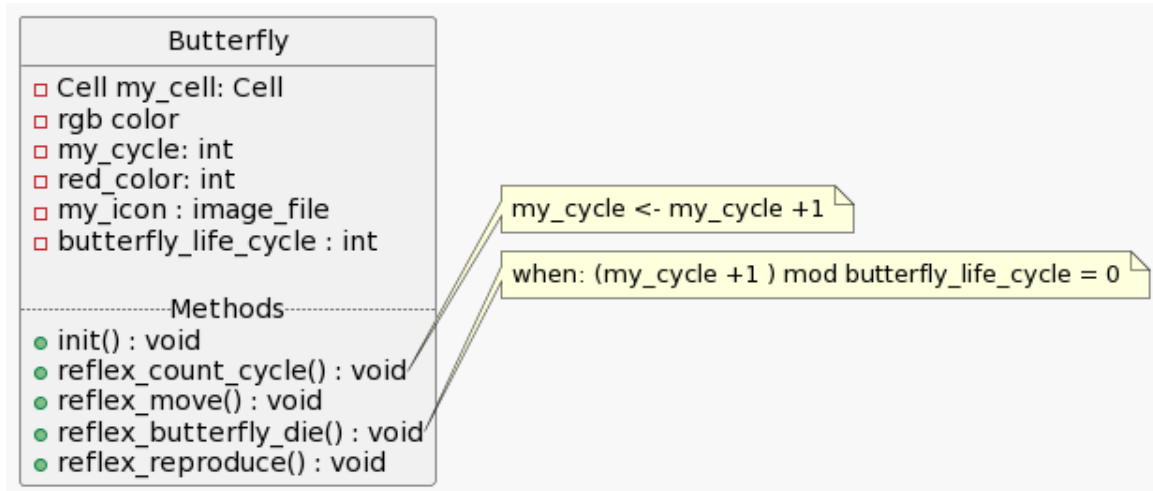 Butterfly
Cell my_cell: Cell
rgb color
my_cycle: int
red_color: int
my_icon : image_file
butterfly_life_cycle : int
Methods
init() : void
reflex_count_cycle() : void
reflex_move() : void
reflex_butterfly_die() : void
reflex_reproduce() : void
my_cycle <- my_cycle +1
when: (my_cycle +1 ) mod butterfly_life_cycle = 0